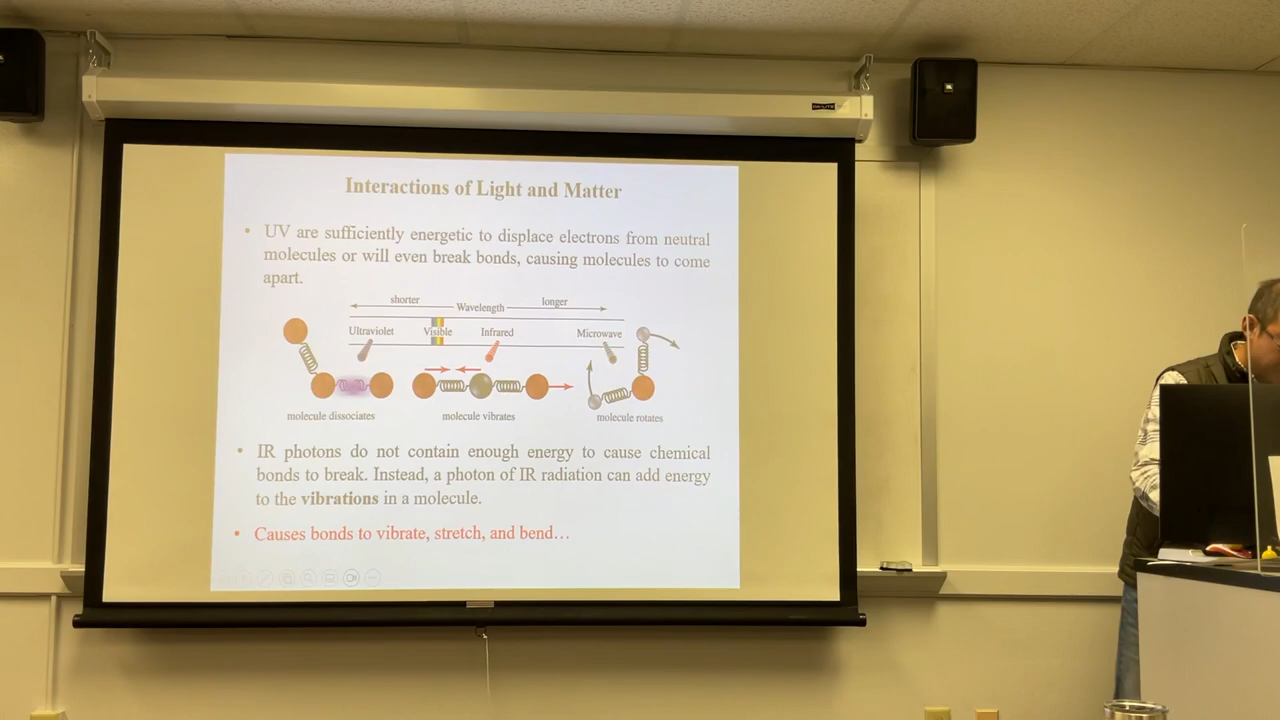 DA-LITE
Interactions of Light and Matter
• UV are sufficiently energetic to displace electrons from neutral
molecules or will even break bonds, causing molecules to come
apart.
shorter Wavelength longer
Ultraviolet Visible Infrared Microwave
molecule dissociates molecule vibrates molecule rotates
• IR photons do not contain enough energy to cause chemical
bonds to break. Instead, a photon of IR radiation can add energy
to the vibrations in a molecule.
• Causes bonds to vibrate, stretch, and bend…